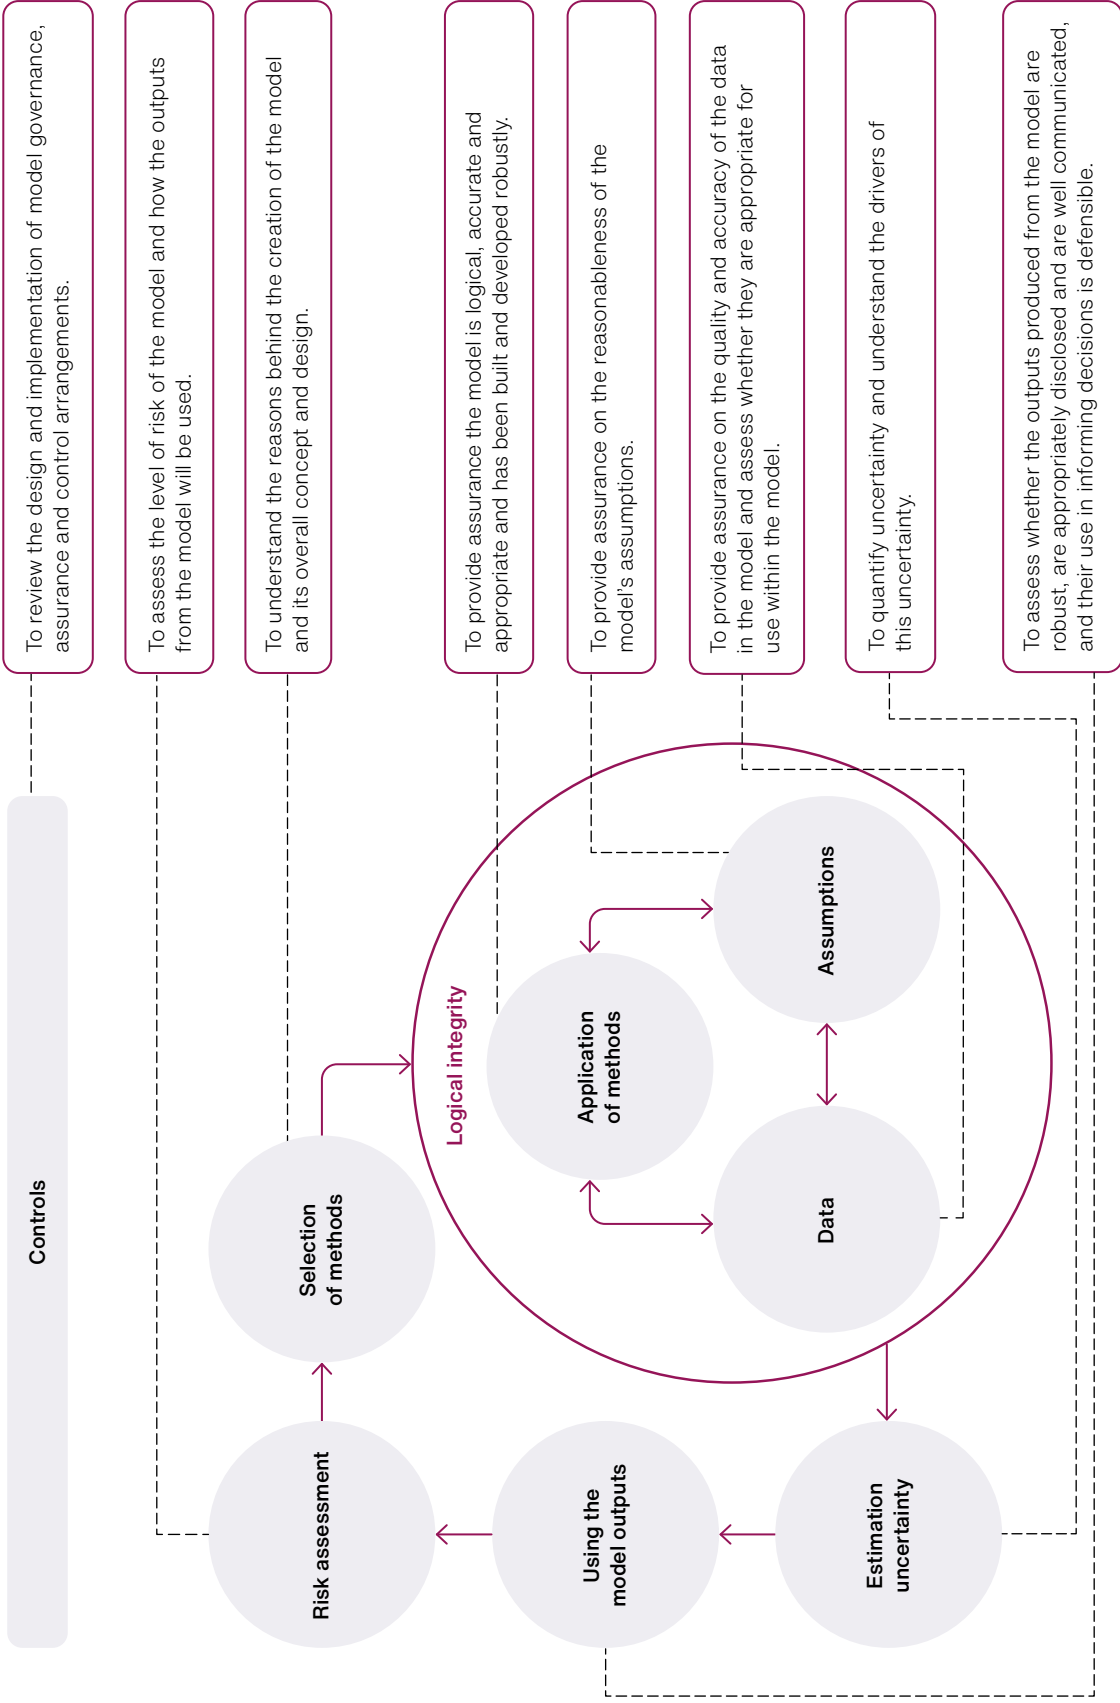 Controls
To review the design and implementation of model governance,
assurance and control arrangements.
Risk assessment
To assess the level of risk of the model and how the outputs
from the model will be used.
Selection
of methods
To understand the reasons behind the creation of the model
and its overall concept and design.
Logical integrity
Application
of methods
To provide assurance the model is logical, accurate and
appropriate and has been built and developed robustly.
Using the
model outputs
Assumptions
To provide assurance on the reasonableness of the
model’s assumptions.
Data
To provide assurance on the quality and accuracy of the data
in the model and assess whether they are appropriate for
use within the model.
Estimation
uncertainty
To quantify uncertainty and understand the drivers of
this uncertainty.
To assess whether the outputs produced from the model are
robust, are appropriately disclosed and are well communicated,
and their use in informing decisions is defensible.